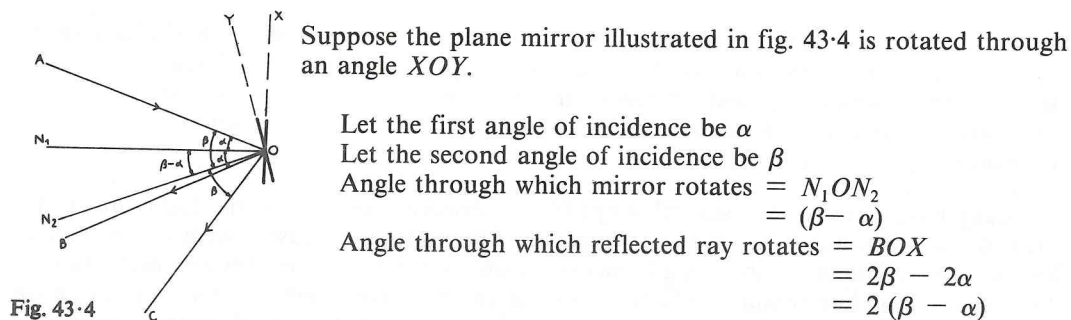 Y
X
A
N₁
β
α
β-α
α
O
β
N₂
B
C
Fig. 43·4
Suppose the plane mirror illustrated in fig. 43·4 is rotated through
an angle XOY.
Let the first angle of incidence be α
Let the second angle of incidence be β
Angle through which mirror rotates = N₁ON₂
= (β− α)
Angle through which reflected ray rotates = BOX
= 2β − 2α
= 2 (β − α)